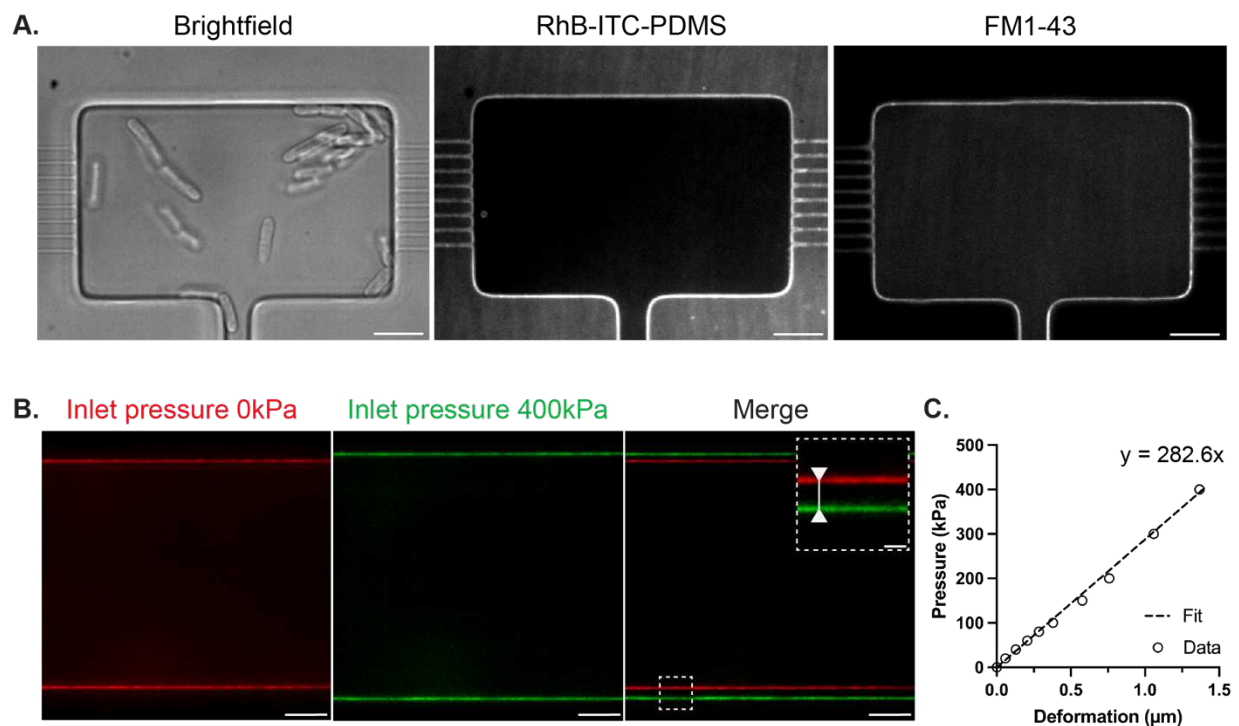 A.
Brightfield
RhB-ITC-PDMS
FM1-43
B.
Inlet pressure 0kPa
Inlet pressure 400kPa
Merge
C.
y = 282.6x
Pressure (kPa)
500
400
300
200
100
0
Fit
Data
0.0
0.5
1.0
1.5
Deformation (μm)